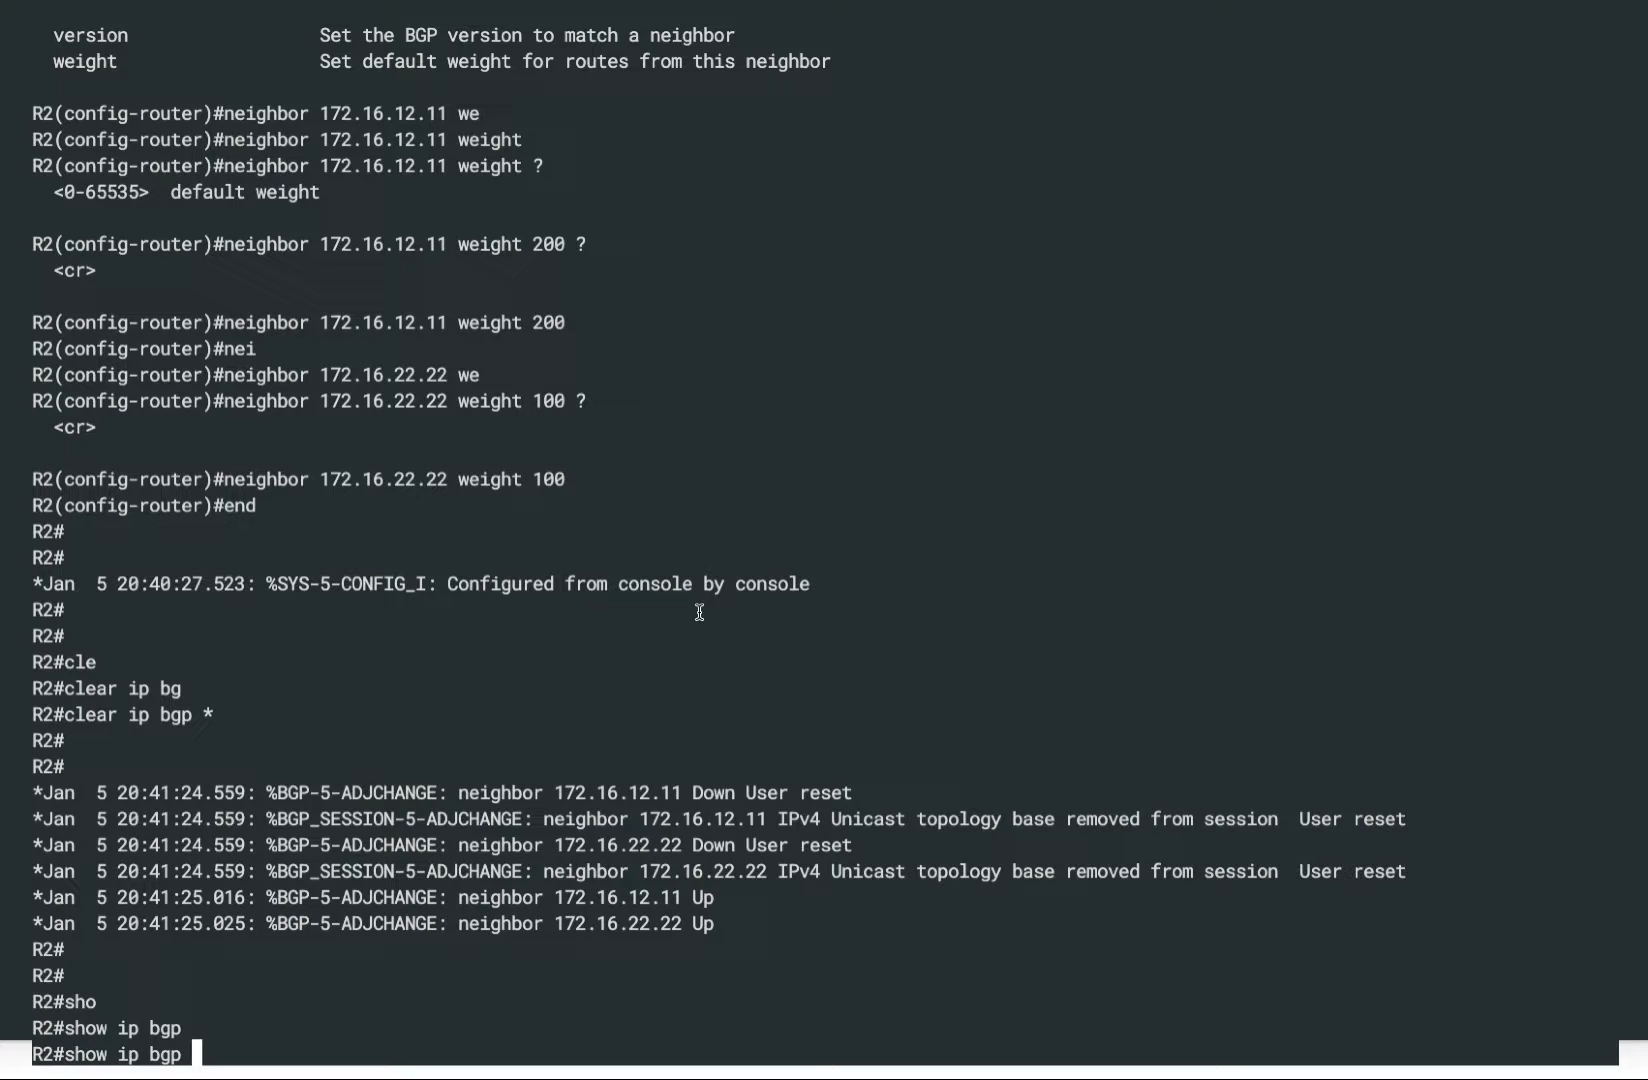 version                  Set the BGP version to match a neighbor
weight                   Set default weight for routes from this neighbor
R2(config-router)#neighbor 172.16.12.11 we
R2(config-router)#neighbor 172.16.12.11 weight
R2(config-router)#neighbor 172.16.12.11 weight ?
<0-65535>  default weight
R2(config-router)#neighbor 172.16.12.11 weight 200 ?
<cr>
R2(config-router)#neighbor 172.16.12.11 weight 200
R2(config-router)#nei
R2(config-router)#neighbor 172.16.22.22 we
R2(config-router)#neighbor 172.16.22.22 weight 100 ?
<cr>
R2(config-router)#neighbor 172.16.22.22 weight 100
R2(config-router)#end
R2#
R2#
*Jan  5 20:40:27.523: %SYS-5-CONFIG_I: Configured from console by console
R2#
R2#
R2#cle
R2#clear ip bg
R2#clear ip bgp *
R2#
R2#
*Jan  5 20:41:24.559: %BGP-5-ADJCHANGE: neighbor 172.16.12.11 Down User reset
*Jan  5 20:41:24.559: %BGP_SESSION-5-ADJCHANGE: neighbor 172.16.12.11 IPv4 Unicast topology base removed from session  User reset
*Jan  5 20:41:24.559: %BGP-5-ADJCHANGE: neighbor 172.16.22.22 Down User reset
*Jan  5 20:41:24.559: %BGP_SESSION-5-ADJCHANGE: neighbor 172.16.22.22 IPv4 Unicast topology base removed from session  User reset
*Jan  5 20:41:25.016: %BGP-5-ADJCHANGE: neighbor 172.16.12.11 Up
*Jan  5 20:41:25.025: %BGP-5-ADJCHANGE: neighbor 172.16.22.22 Up
R2#
R2#
R2#sho
R2#show ip bgp
R2#show ip bgp